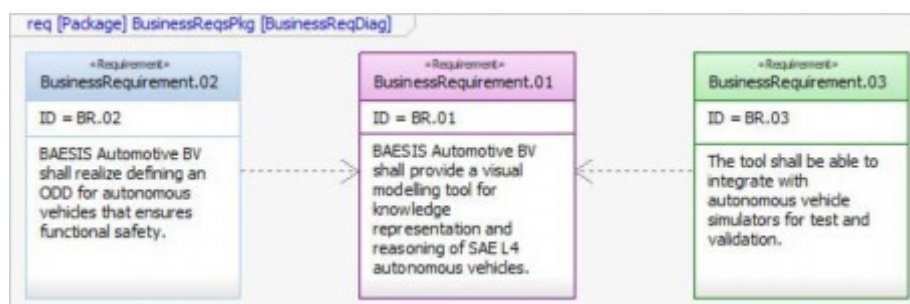 req [Package] BusinessReqsPkg [BusinessReqDiag]
«Requirement»
BusinessRequirement.02
ID = BR.02
BAESIS Automotive BV
shall realize defining an
ODD for autonomous
vehicles that ensures
functional safety.
«Requirement»
BusinessRequirement.01
ID = BR.01
BAESIS Automotive BV
shall provide a visual
modelling tool for
knowledge
representation and
reasoning of SAE L4
autonomous vehicles.
«Requirement»
BusinessRequirement.03
ID = BR.03
The tool shall be able to
integrate with
autonomous vehicle
simulators for test and
validation.